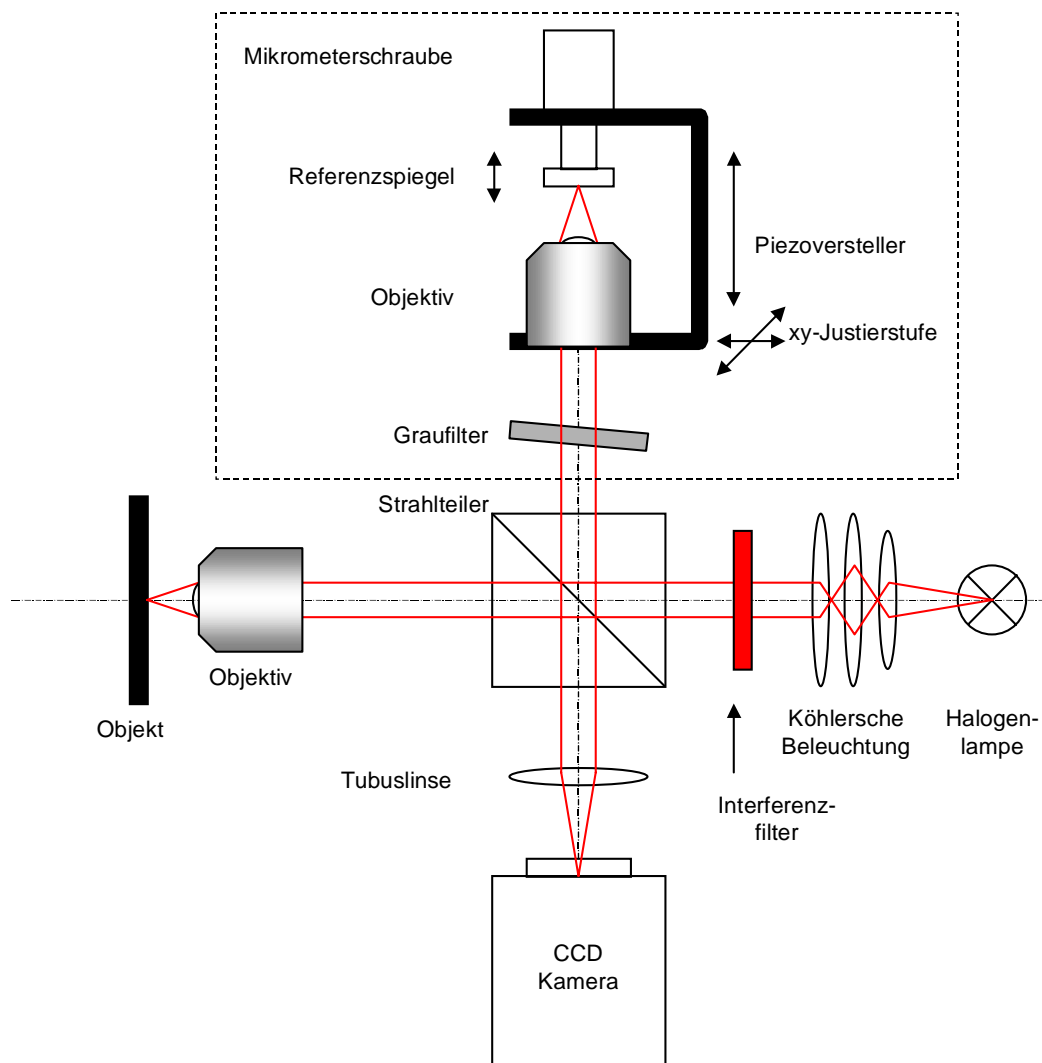 Mikrometerschraube
Referenzspiegel
Piezoversteller
Objektiv
xy-Justierstufe
Graufilter
Strahlteiler
Objektiv
Objekt
Köhlersche
Beleuchtung
Halogen-
lampe
Tubuslinse
Interferenz-
filter
CCD
Kamera